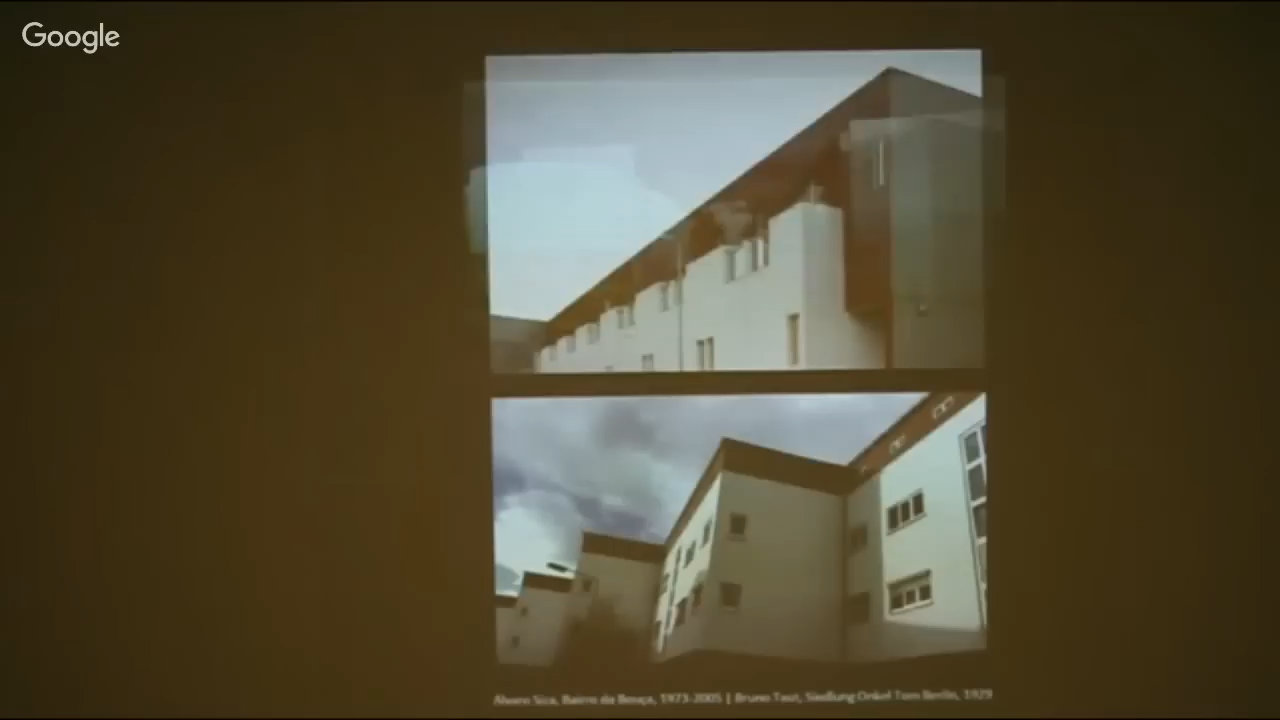 Google
Alvaro Siza, Bairro da Bouça, 1973-2005 | Bruno Taut, Siedlung Onkel Tom Berlin, 1929